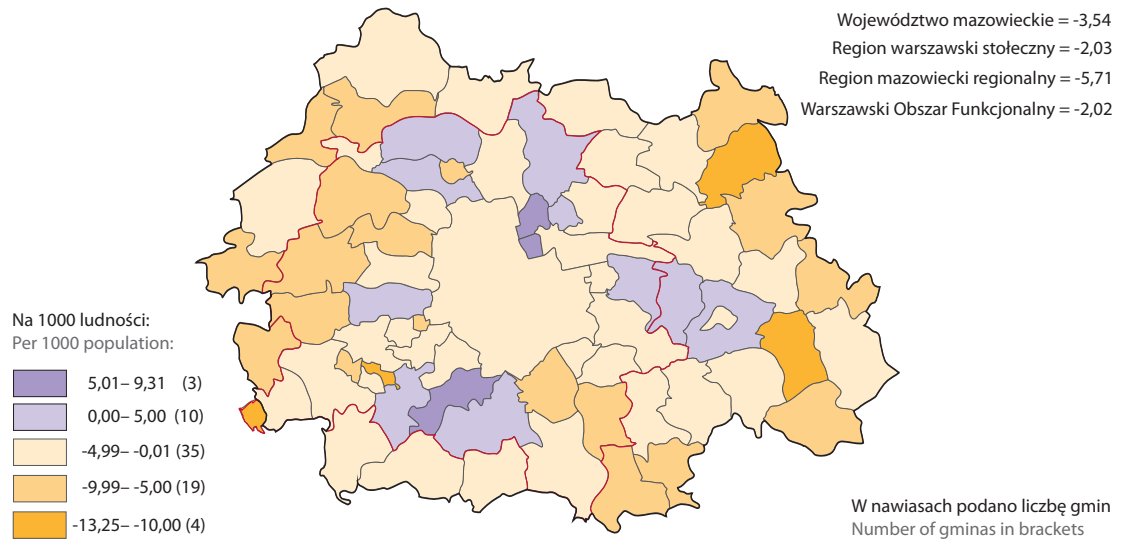 Województwo mazowieckie = -3,54
Region warszawski stołeczny = -2,03
Region mazowiecki regionalny = -5,71
Warszawski Obszar Funkcjonalny = -2,02
Na 1000 ludności:
Per 1000 population:
5,01– 9,31 (3)
0,00– 5,00 (10)
-4,99– -0,01 (35)
-9,99– -5,00 (19)
-13,25– -10,00 (4)
W nawiasach podano liczbę gmin
Number of gminas in brackets